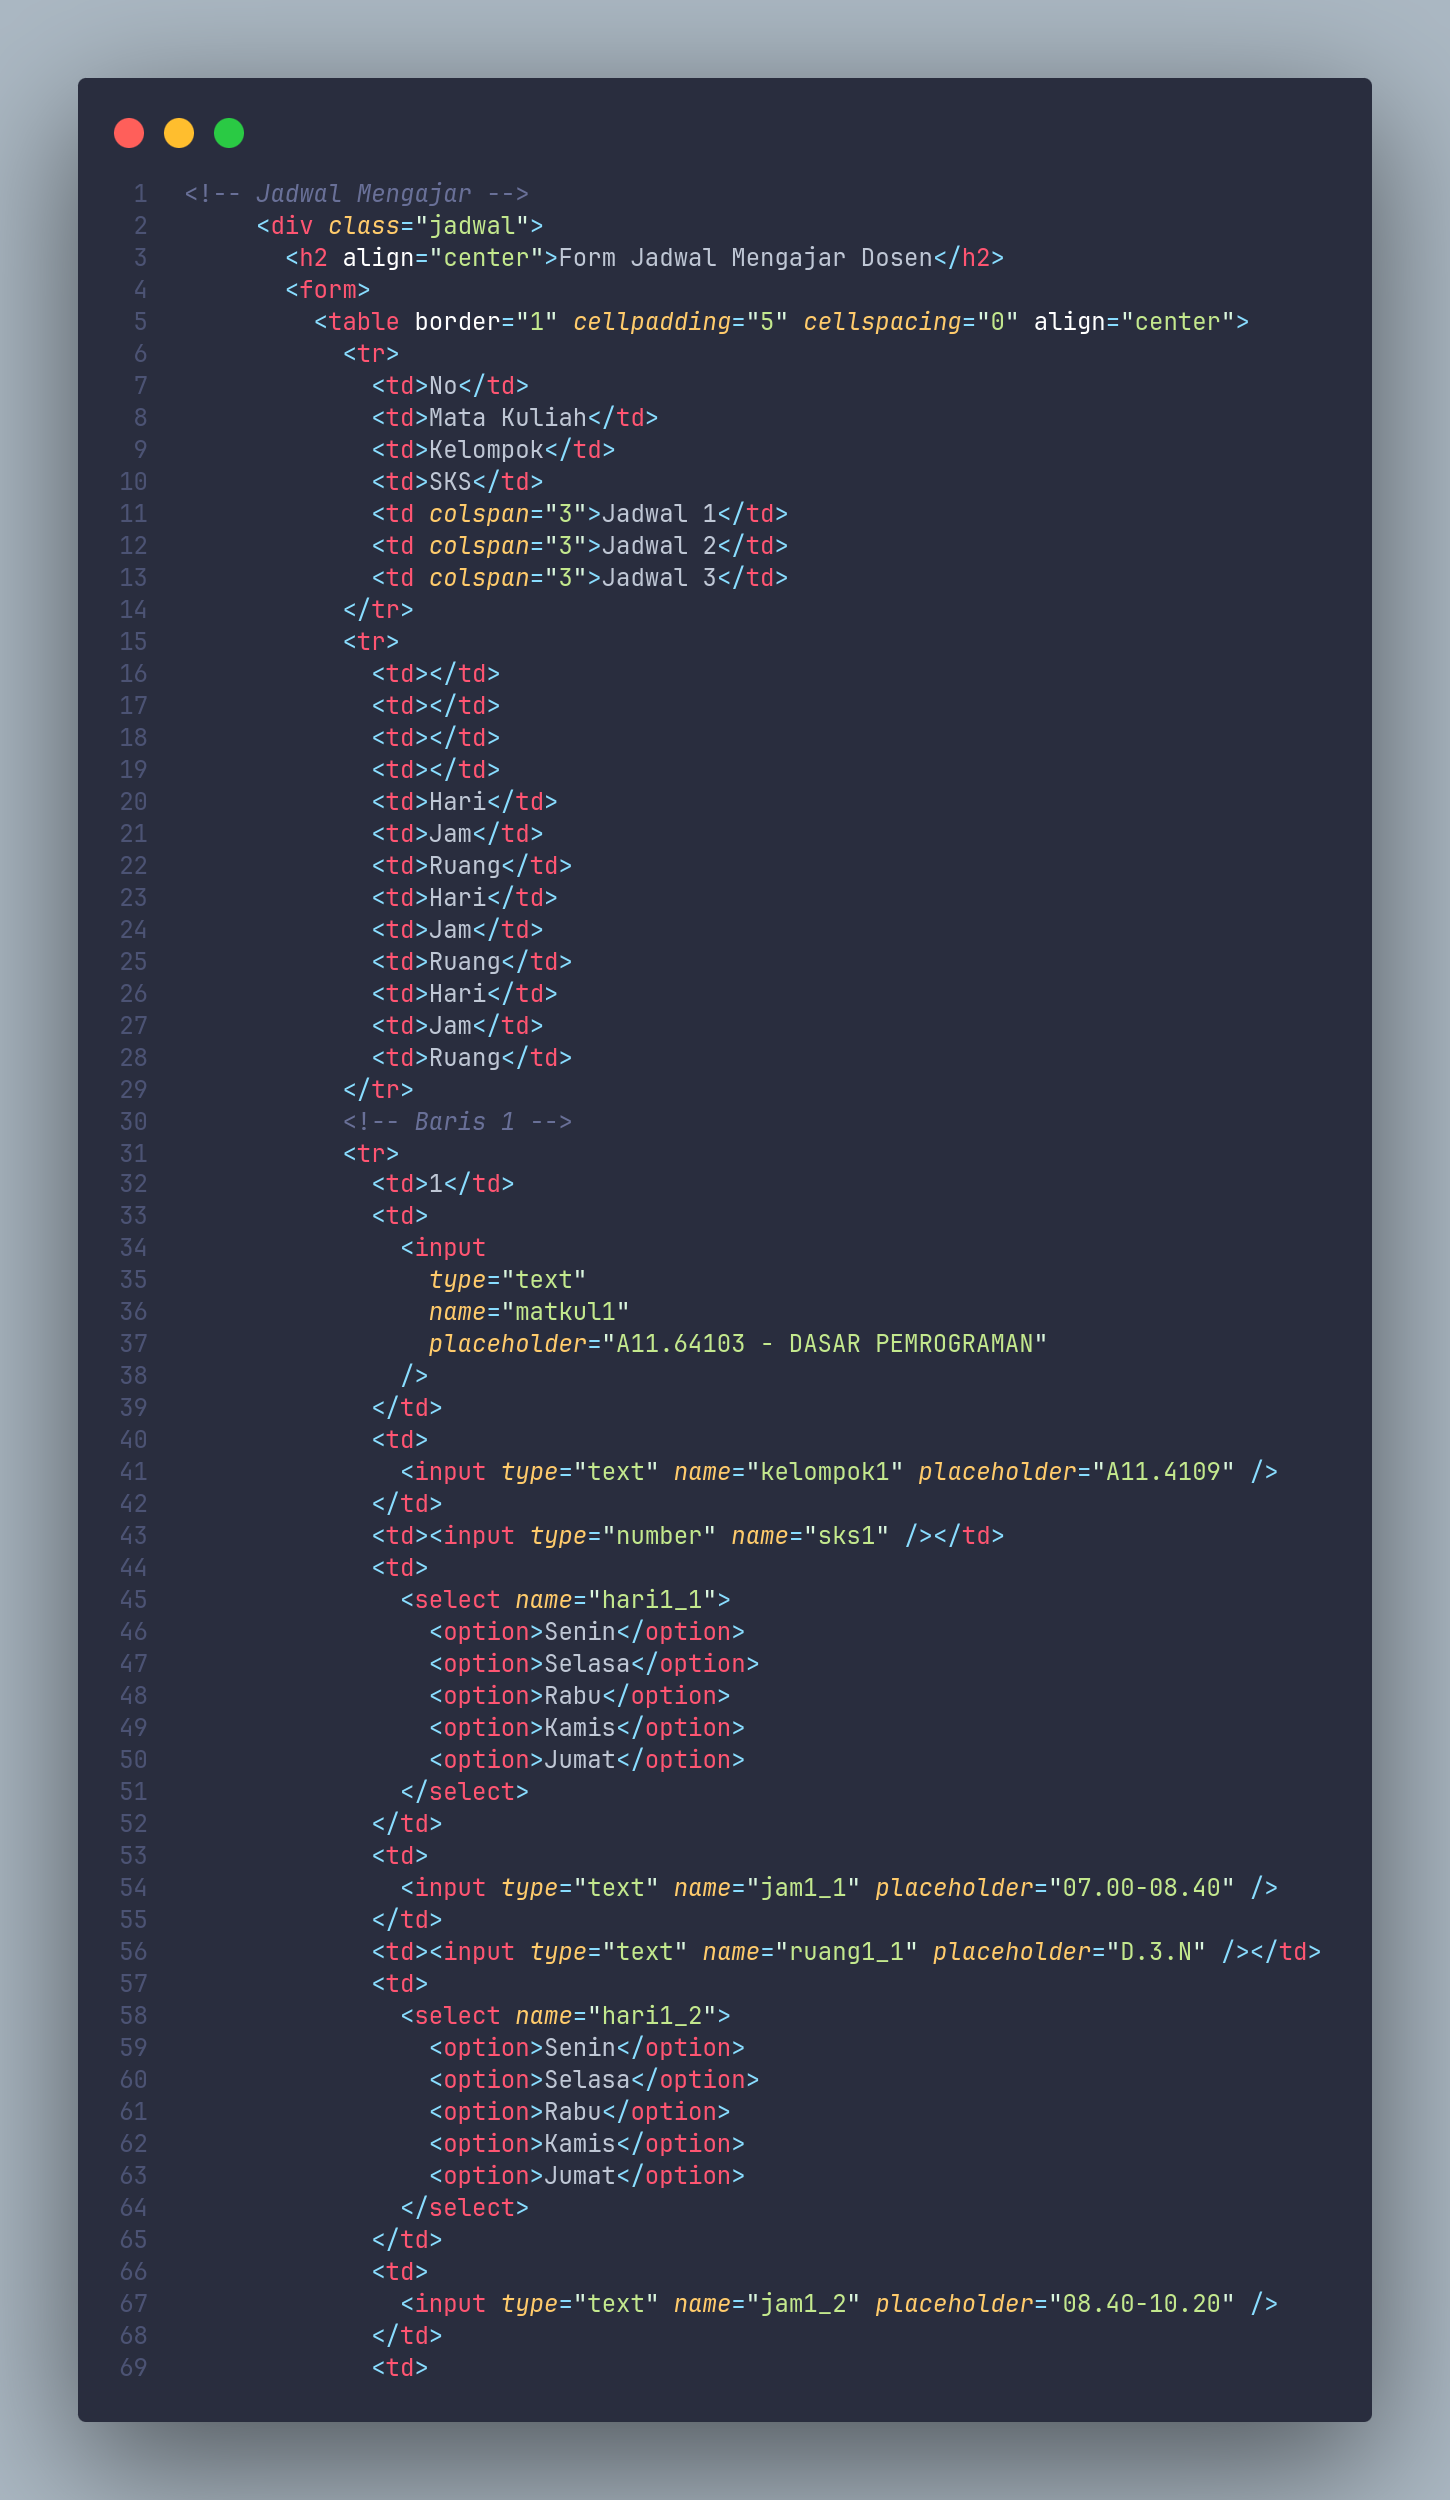 1 <!-- Jadwal Mengajar -->
2      <div class="jadwal">
3        <h2 align="center">Form Jadwal Mengajar Dosen</h2>
4        <form>
5          <table border="1" cellpadding="5" cellspacing="0" align="center">
6            <tr>
7              <td>No</td>
8              <td>Mata Kuliah</td>
9              <td>Kelompok</td>
10              <td>SKS</td>
11              <td colspan="3">Jadwal 1</td>
12              <td colspan="3">Jadwal 2</td>
13              <td colspan="3">Jadwal 3</td>
14            </tr>
15            <tr>
16              <td></td>
17              <td></td>
18              <td></td>
19              <td></td>
20              <td>Hari</td>
21              <td>Jam</td>
22              <td>Ruang</td>
23              <td>Hari</td>
24              <td>Jam</td>
25              <td>Ruang</td>
26              <td>Hari</td>
27              <td>Jam</td>
28              <td>Ruang</td>
29            </tr>
30            <!-- Baris 1 -->
31            <tr>
32              <td>1</td>
33              <td>
34                <input
35                  type="text"
36                  name="matkul1"
37                  placeholder="A11.64103 - DASAR PEMROGRAMAN"
38                />
39              </td>
40              <td>
41                <input type="text" name="kelompok1" placeholder="A11.4109" />
42              </td>
43              <td><input type="number" name="sks1" /></td>
44              <td>
45                <select name="hari1_1">
46                  <option>Senin</option>
47                  <option>Selasa</option>
48                  <option>Rabu</option>
49                  <option>Kamis</option>
50                  <option>Jumat</option>
51                </select>
52              </td>
53              <td>
54                <input type="text" name="jam1_1" placeholder="07.00-08.40" />
55              </td>
56              <td><input type="text" name="ruang1_1" placeholder="D.3.N" /></td>
57              <td>
58                <select name="hari1_2">
59                  <option>Senin</option>
60                  <option>Selasa</option>
61                  <option>Rabu</option>
62                  <option>Kamis</option>
63                  <option>Jumat</option>
64                </select>
65              </td>
66              <td>
67                <input type="text" name="jam1_2" placeholder="08.40-10.20" />
68              </td>
69              <td>